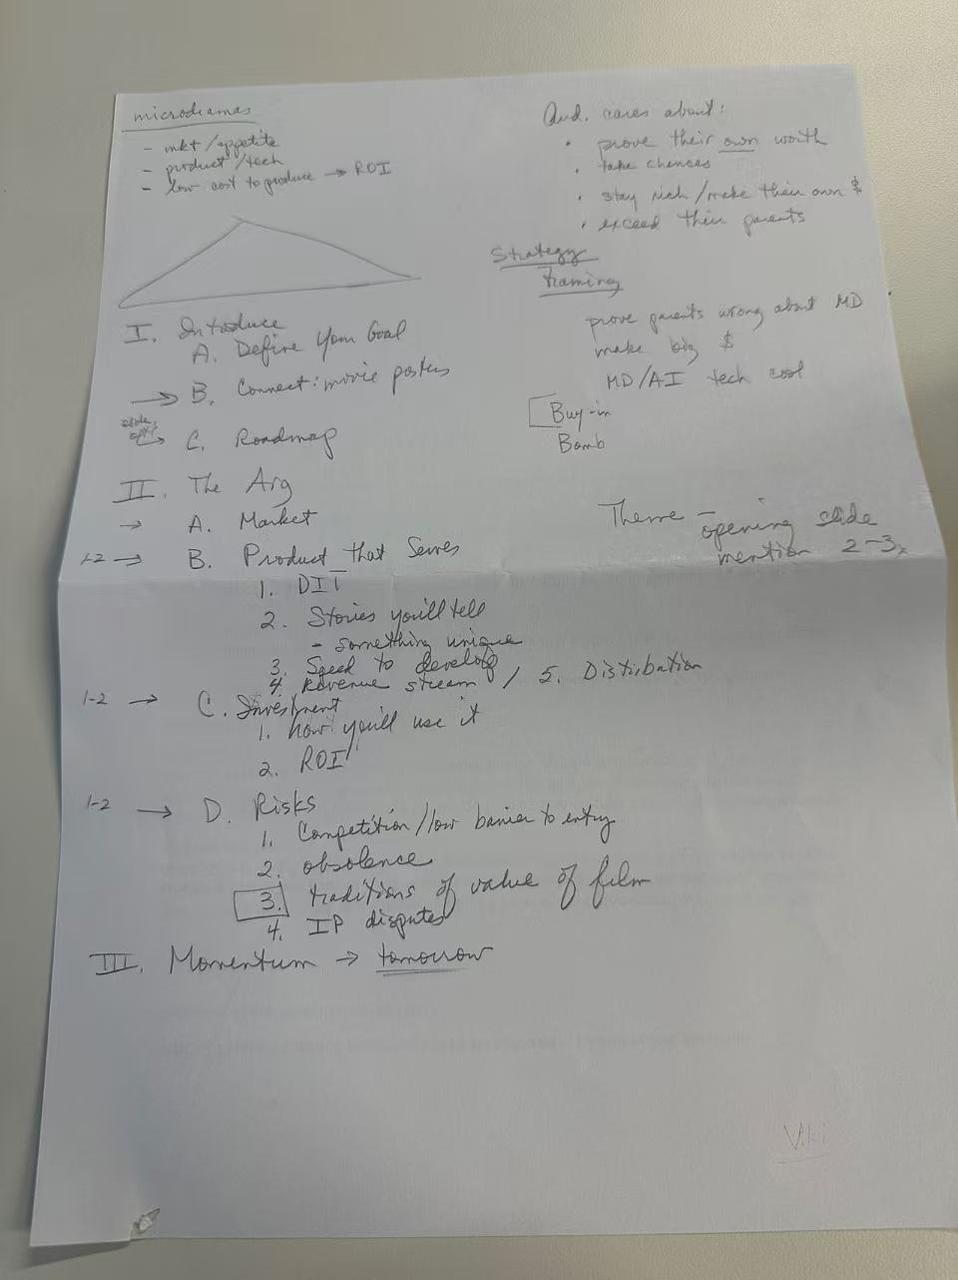 microdramas
- mkt/appetite
- product/tech
- low cost to produce → ROI
Aud. cares about:
• prove their own worth
• take chances
• stay rich/make their own $
• exceed their parents
Strategy
Framing
prove parents wrong about MD
make big $
MD/AI tech cool
Buy-in
Bomb
I. Introduce
A. Define your Goal
→ B. Connect: movie posters
→ C. Roadmap
II. The Arg
→ A. Market
Theme - opening slide
mention 2-3x
1-2 → B. Product that Serves
1. DIT
2. Stories you'll tell
- something unique
3. Speed to develop
4. Revenue stream / 5. Distribution
1-2 → C. Investment
1. how you'll use it
2. ROI
1-2 → D. Risks
1. Competition/low barrier to entry
2. obsolence
3. traditions of value of film
4. IP disputes
III. Momentum → tomorrow
Viki